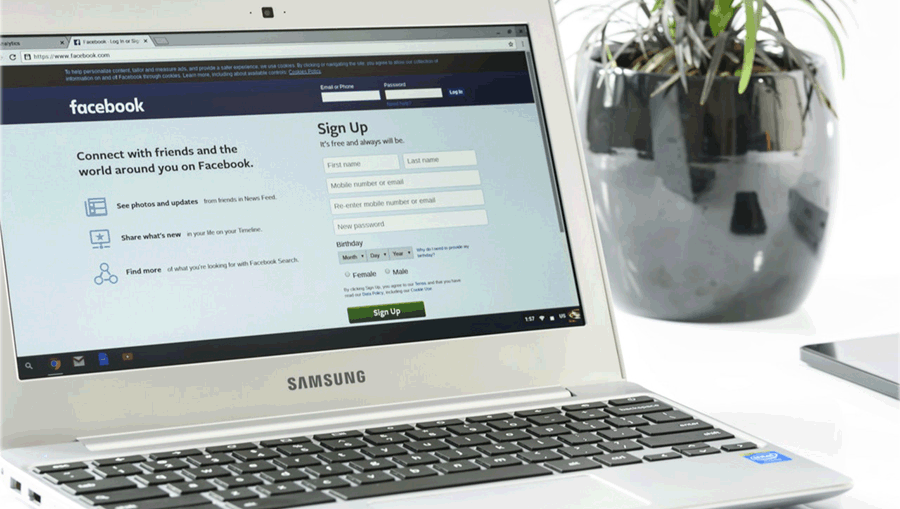 Facebook - Log In or Sig
https://www.facebook.com
To help personalize content, tailor and measure ads, and provide a safer experience, we use cookies. By clicking or navigating the site, you agree to allow our collection of
information on and off Facebook through cookies. Learn more, including about available controls: Cookies Policy.
facebook
Email or Phone
Password
Log In
Connect with friends and the
world around you on Facebook.
See photos and updates from friends in News Feed.
Share what's new in your life on your Timeline.
Find more of what you're looking for with Facebook Search.
Sign Up
It's free and always will be.
First name
Last name
Mobile number or email
Re-enter mobile number or email
New password
Birthday
Month
Day
Year
Why do I need to provide my
birthday?
Female
Male
By clicking Sign Up, you agree to our Terms and that you have
read our Data Policy, including our Cookie Use.
Sign Up
1:57
US
SAMSUNG
intel